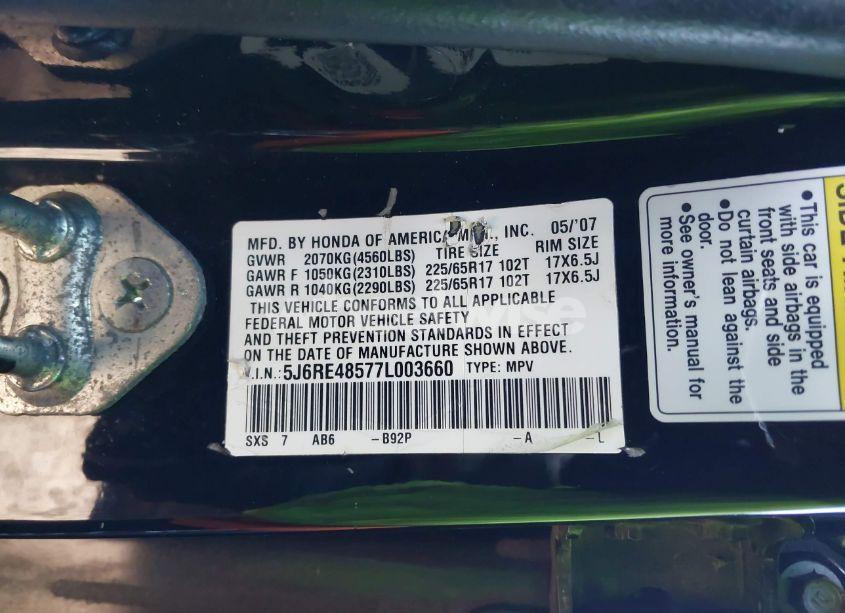 MFD. BY HONDA OF AMERICA INC. 05/'07
GVWR 2070KG(4560LBS) TIRE SIZE RIM SIZE
GAWR F 1050KG(2310LBS) 225/65R17 102T 17X6.5J
GAWR R 1040KG(2290LBS) 225/65R17 102T 17X6.5J
THIS VEHICLE CONFORMS TO ALL APPLICABLE
FEDERAL MOTOR VEHICLE SAFETY
AND THEFT PREVENTION STANDARDS IN EFFECT
ON THE DATE OF MANUFACTURE SHOWN ABOVE.
V.I.N.: 5J6RE48577L003660 TYPE: MPV
SXS 7 AB6 -B92P -A -L
•This car is equipped
with side airbags in the
front seats and side
curtain airbags.
•Do not lean against the
door.
•See owner's manual for
more information.